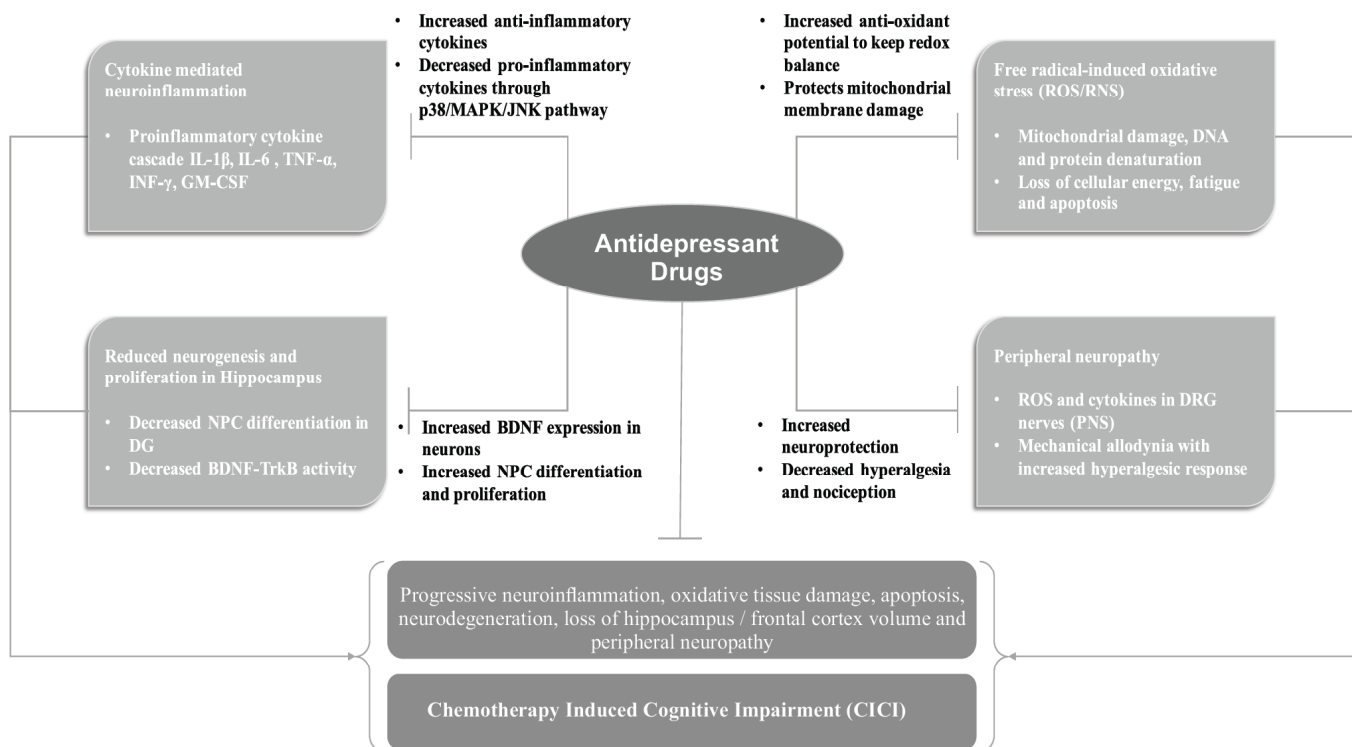 • Increased anti-inflammatory
cytokines
• Decreased pro-inflammatory
cytokines through
p38/MAPK/JNK pathway
• Increased anti-oxidant
potential to keep redox
balance
• Protects mitochondrial
membrane damage
Cytokine mediated
neuroinflammation
• Proinflammatory cytokine
cascade IL-1β, IL-6 , TNF-α,
INF-γ, GM-CSF
Free radical-induced oxidative
stress (ROS/RNS)
• Mitochondrial damage, DNA
and protein denaturation
• Loss of cellular energy, fatigue
and apoptosis
Antidepressant
Drugs
Reduced neurogenesis and
proliferation in Hippocampus
• Decreased NPC differentiation in
DG
• Decreased BDNF-TrkB activity
• Increased BDNF expression in
neurons
• Increased NPC differentiation
and proliferation
• Increased
neuroprotection
• Decreased hyperalgesia
and nociception
Peripheral neuropathy
• ROS and cytokines in DRG
nerves (PNS)
• Mechanical allodynia with
increased hyperalgesic response
Progressive neuroinflammation, oxidative tissue damage, apoptosis,
neurodegeneration, loss of hippocampus / frontal cortex volume and
peripheral neuropathy
Chemotherapy Induced Cognitive Impairment (CICI)